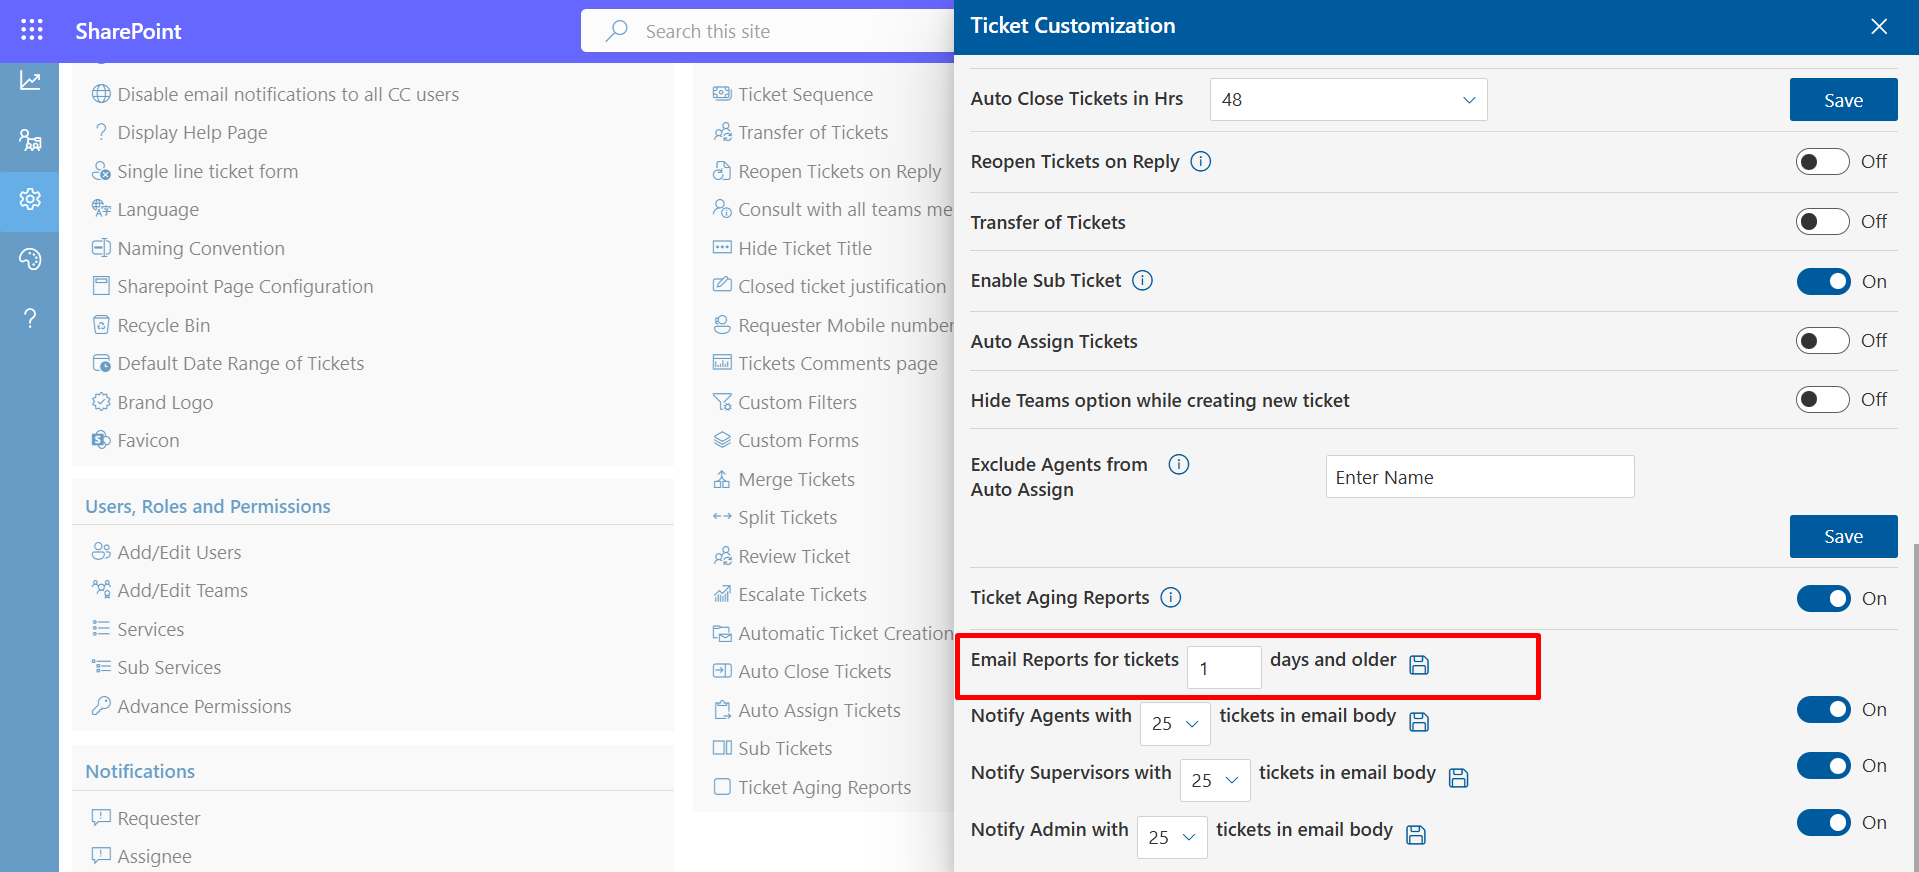 SharePoint
Search this site
Disable email notifications to all CC users
Display Help Page
Single line ticket form
Language
Naming Convention
Sharepoint Page Configuration
Recycle Bin
Default Date Range of Tickets
Brand Logo
Favicon
Users, Roles and Permissions
Add/Edit Users
Add/Edit Teams
Services
Sub Services
Advance Permissions
Notifications
Requester
Assignee
Ticket Sequence
Transfer of Tickets
Reopen Tickets on Reply
Consult with all teams me
Hide Ticket Title
Closed ticket justification
Requester Mobile number
Tickets Comments page
Custom Filters
Custom Forms
Merge Tickets
Split Tickets
Review Ticket
Escalate Tickets
Automatic Ticket Creation
Auto Close Tickets
Auto Assign Tickets
Sub Tickets
Ticket Aging Reports
Ticket Customization
Auto Close Tickets in Hrs 48 Save
Reopen Tickets on Reply Off
Transfer of Tickets Off
Enable Sub Ticket On
Auto Assign Tickets Off
Hide Teams option while creating new ticket Off
Exclude Agents from
Auto Assign
Enter Name
Save
Ticket Aging Reports On
Email Reports for tickets 1 days and older
Notify Agents with 25 tickets in email body On
Notify Supervisors with 25 tickets in email body On
Notify Admin with 25 tickets in email body On